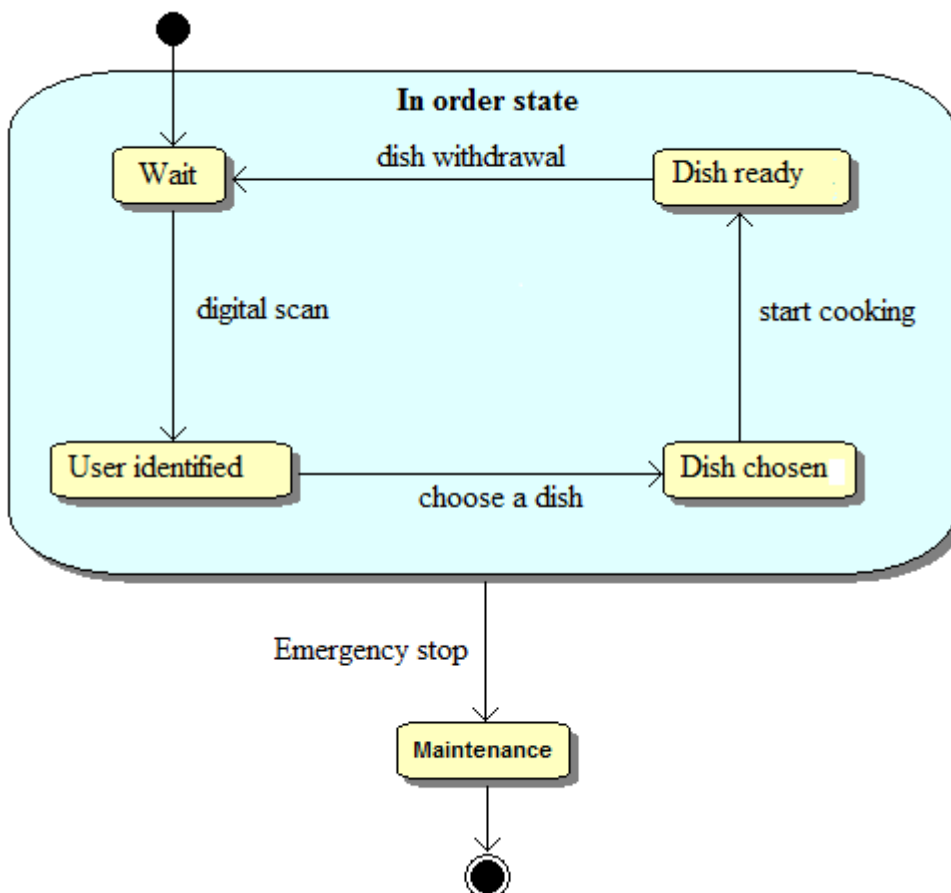 In order state
Wait
dish withdrawal
Dish ready
digital scan
start cooking
User identified
choose a dish
Dish chosen
Emergency stop
Maintenance